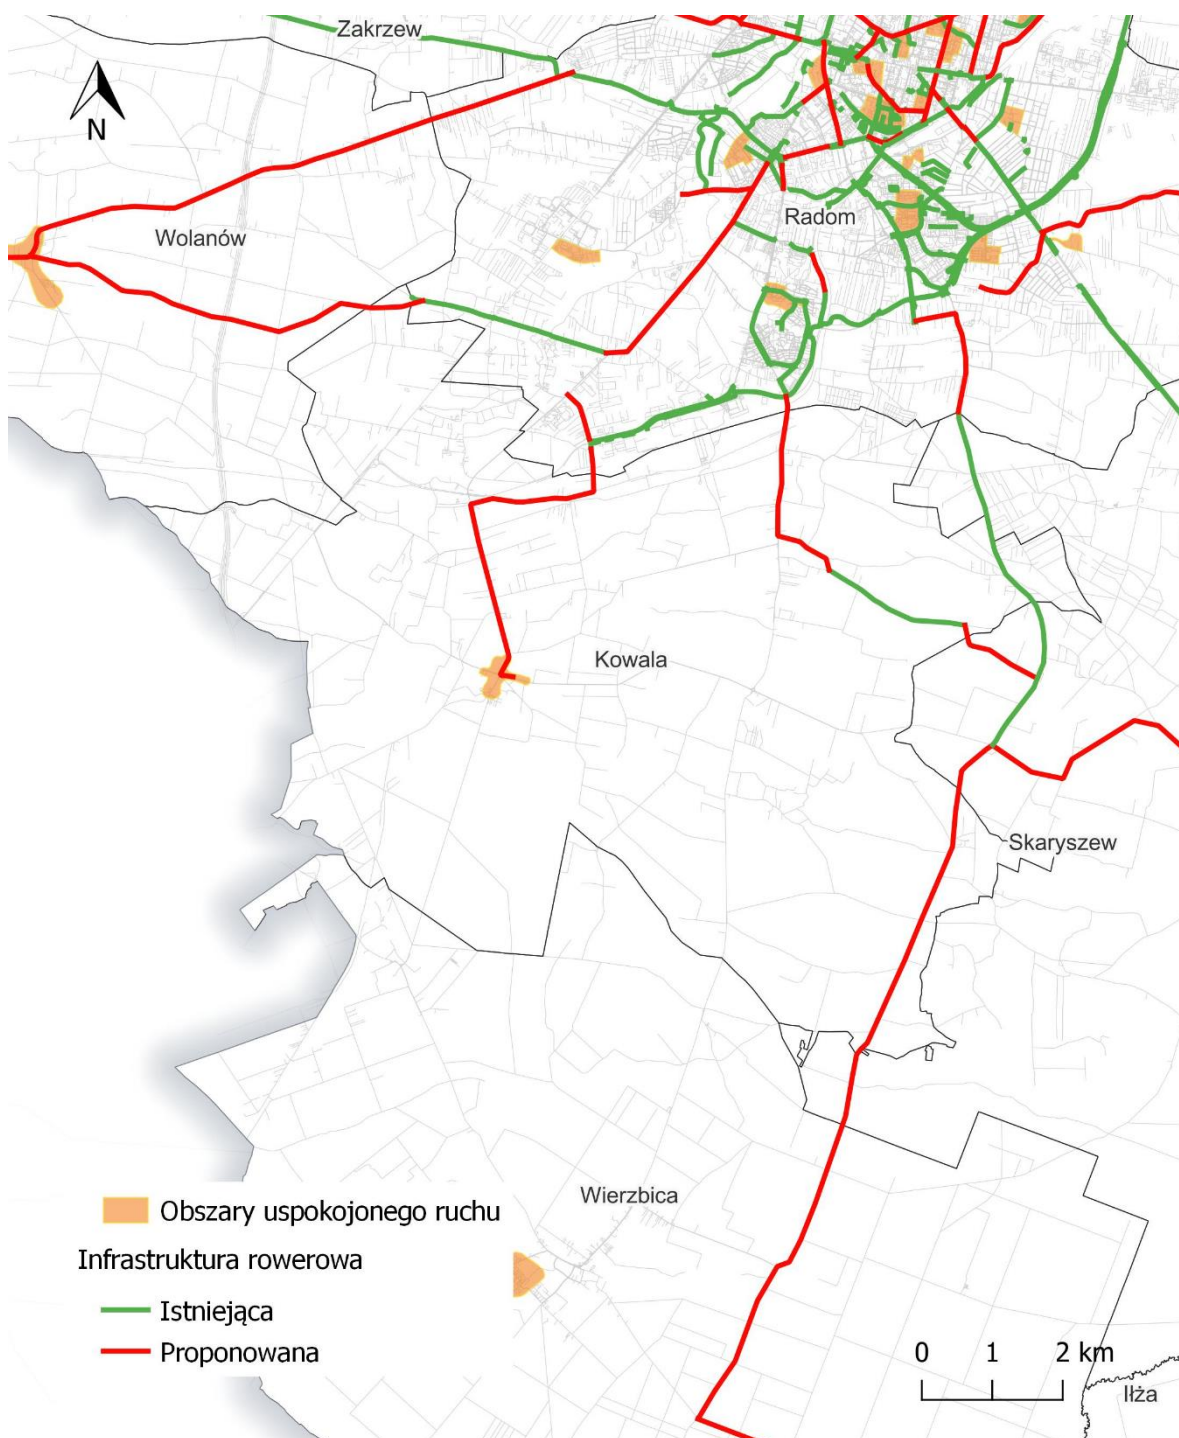 Zakrzew
N
Wolanów
Radom
Kowala
Skaryszew
Wierzbica
Obszary uspokojonego ruchu
Infrastruktura rowerowa
Istniejąca
Proponowana
0 1 2 km
Iłża